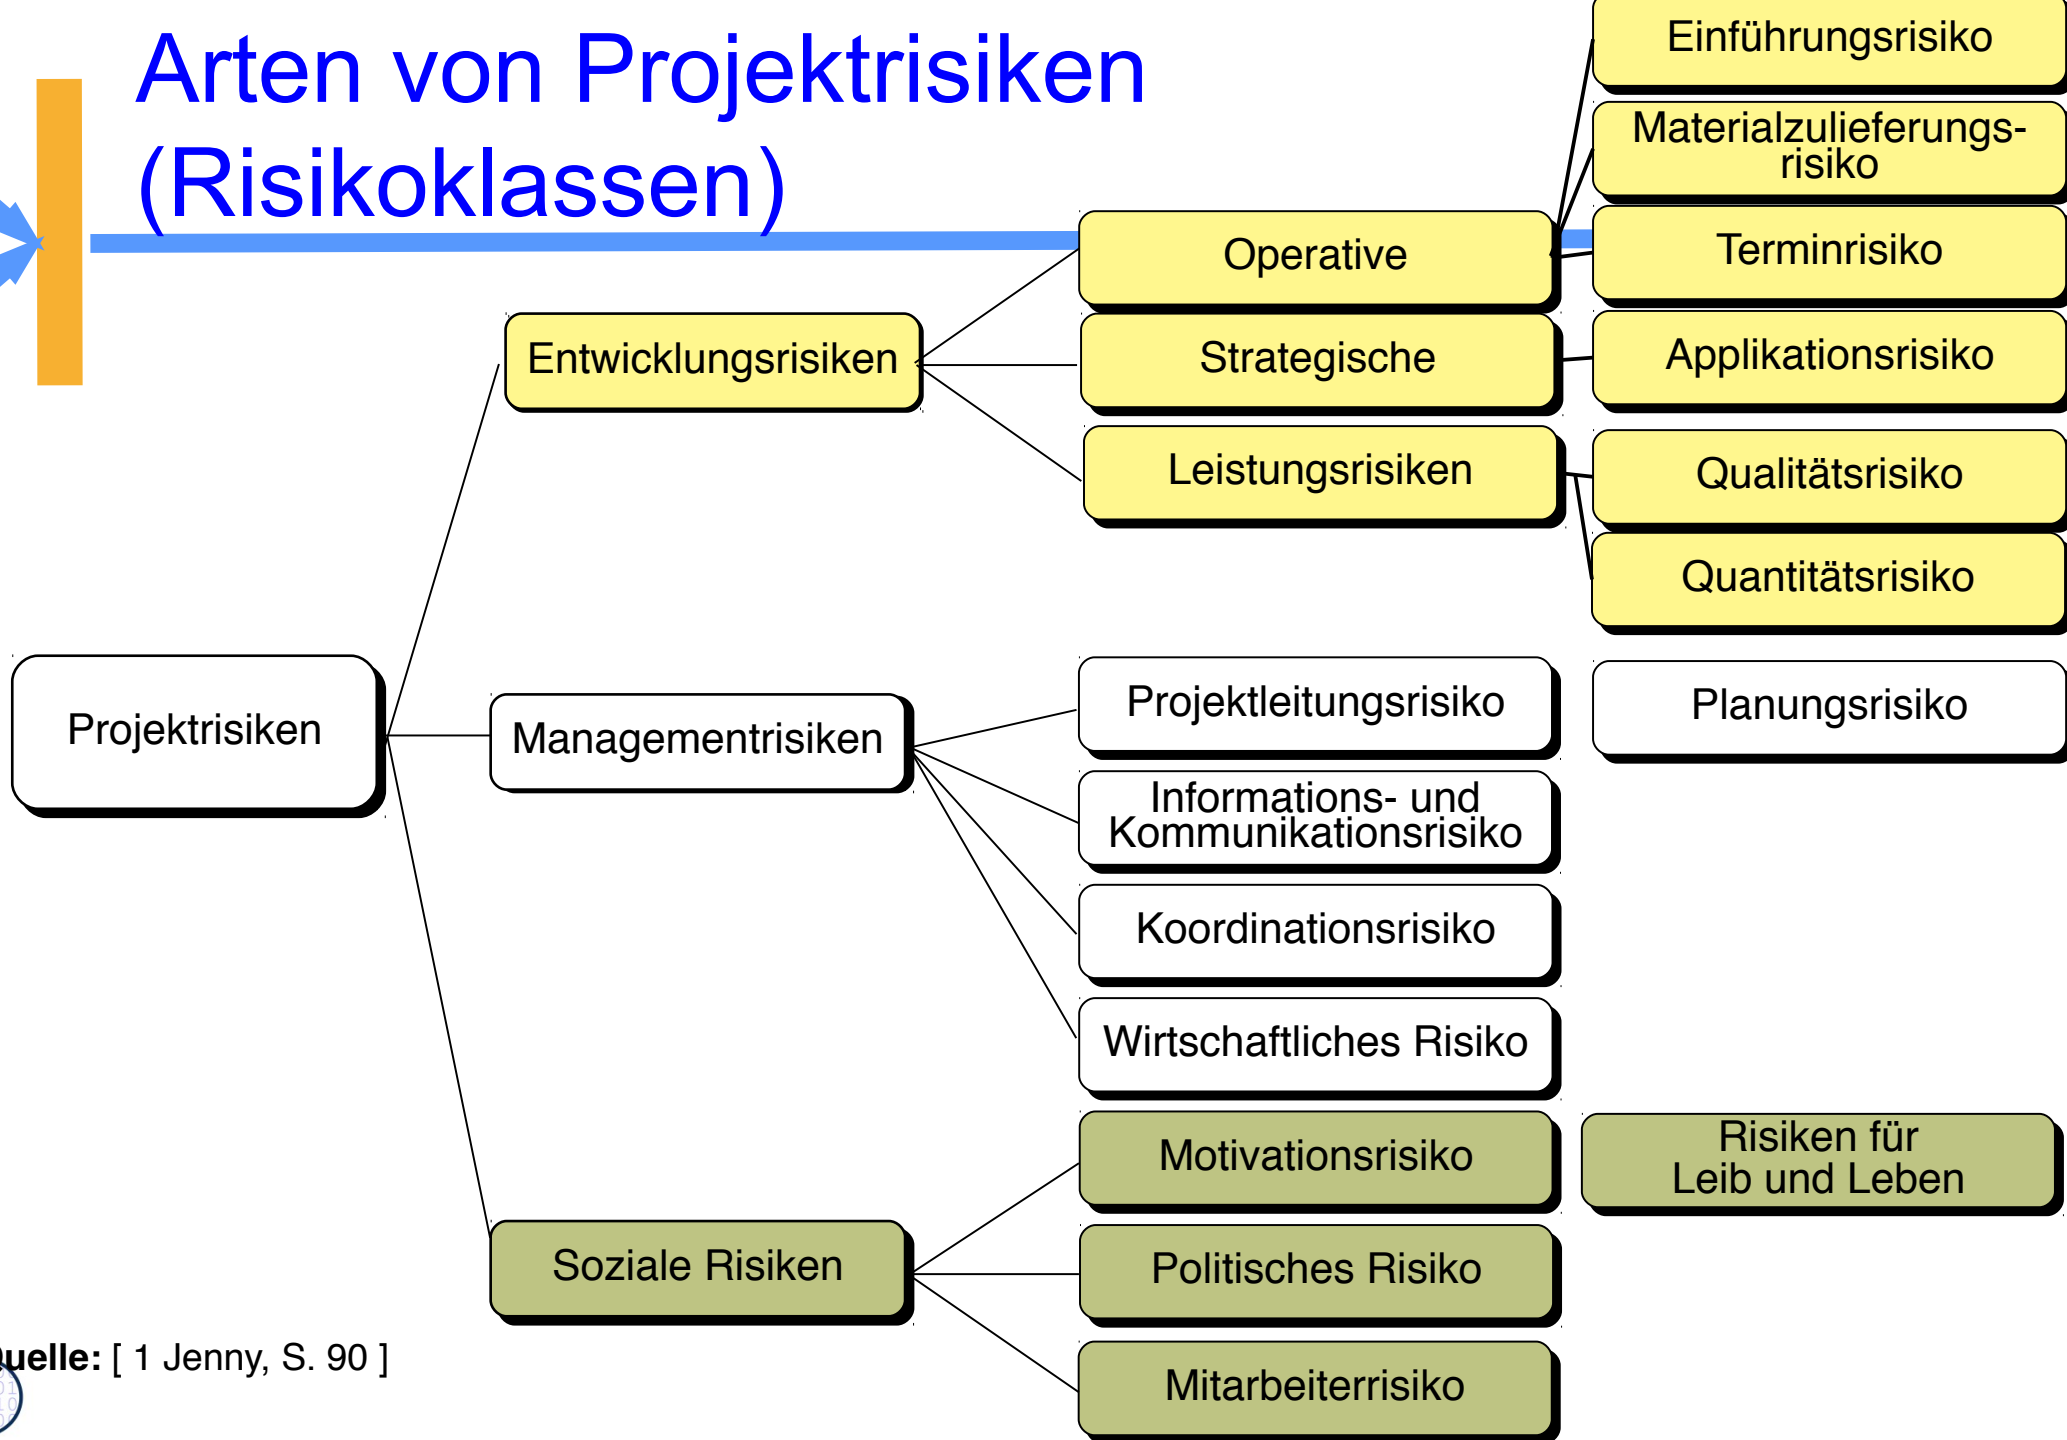 Arten von Projektrisiken
(Risikoklassen)
Einführungsrisiko
Materialzulieferungs-
risiko
Operative
Terminrisiko
Entwicklungsrisiken
Strategische
Applikationsrisiko
Leistungsrisiken
Qualitätsrisiko
Quantitätsrisiko
Projektrisiken
Managementrisiken
Projektleitungsrisiko
Planungsrisiko
Informations- und
Kommunikationsrisiko
Koordinationsrisiko
Wirtschaftliches Risiko
Motivationsrisiko
Risiken für
Leib und Leben
Soziale Risiken
Politisches Risiko
Mitarbeiterrisiko
uelle: [ 1 Jenny, S. 90 ]